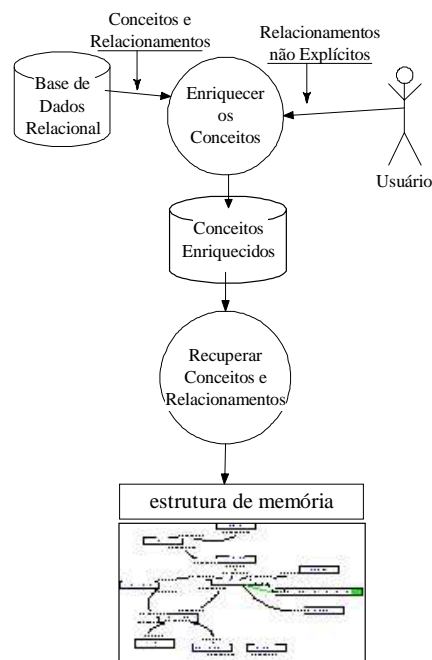 Conceitos e
Relacionamentos
Relacionamentos
não Explícitos
Base de
Dados
Relacional
Enriquecer
os
Conceitos
Usuário
Conceitos
Enriquecidos
Recuperar
Conceitos e
Relacionamentos
estrutura de memória